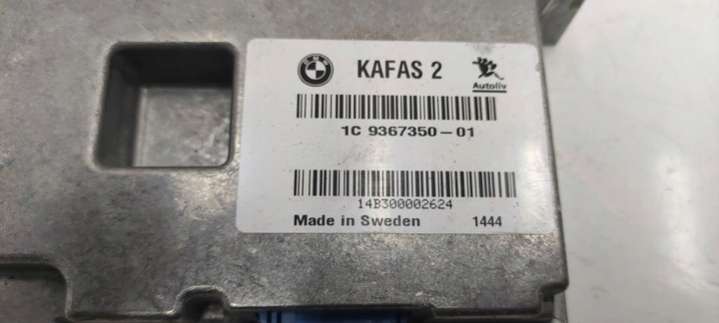 KAFAS 2
Autoliv
1C 9367350-01
14B300002624
Made in Sweden 1444